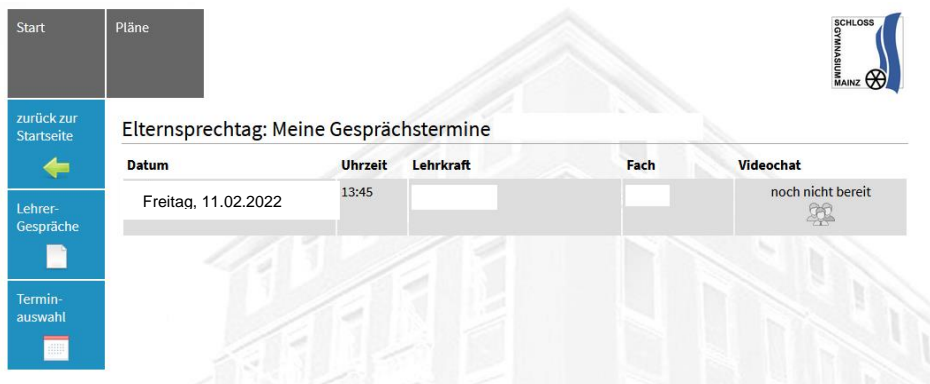 Start
Pläne
SCHLOSS
GYMNASIUM
MAINZ
zurück zur
Startseite
Elternsprechtag: Meine Gesprächstermine
Datum Uhrzeit Lehrkraft Fach Videochat
Freitag, 11.02.2022 13:45 noch nicht bereit
Lehrer-
Gespräche
Termin-
auswahl